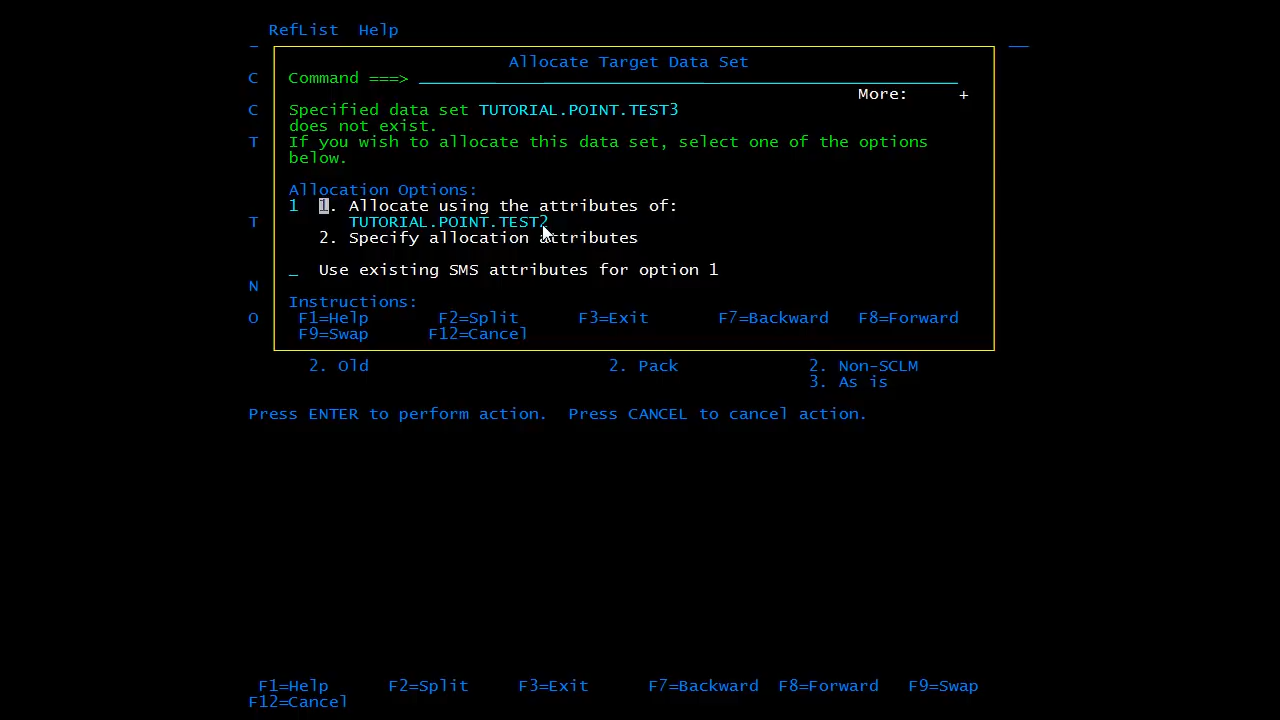 RefList  Help
C
Allocate Target Data Set
Command ===>
More:     +
C
Specified data set TUTORIAL.POINT.TEST3
does not exist.
T
If you wish to allocate this data set, select one of the options
below.
Allocation Options:
1  1. Allocate using the attributes of:
T
TUTORIAL.POINT.TEST2
2. Specify allocation attributes
_  Use existing SMS attributes for option 1
N
Instructions:
O
F1=Help       F2=Split      F3=Exit       F7=Backward   F8=Forward
F9=Swap      F12=Cancel
2. Old                        2. Pack             2. Non-SCLM
3. As is
Press ENTER to perform action.  Press CANCEL to cancel action.
F1=Help      F2=Split     F3=Exit      F7=Backward  F8=Forward   F9=Swap
F12=Cancel